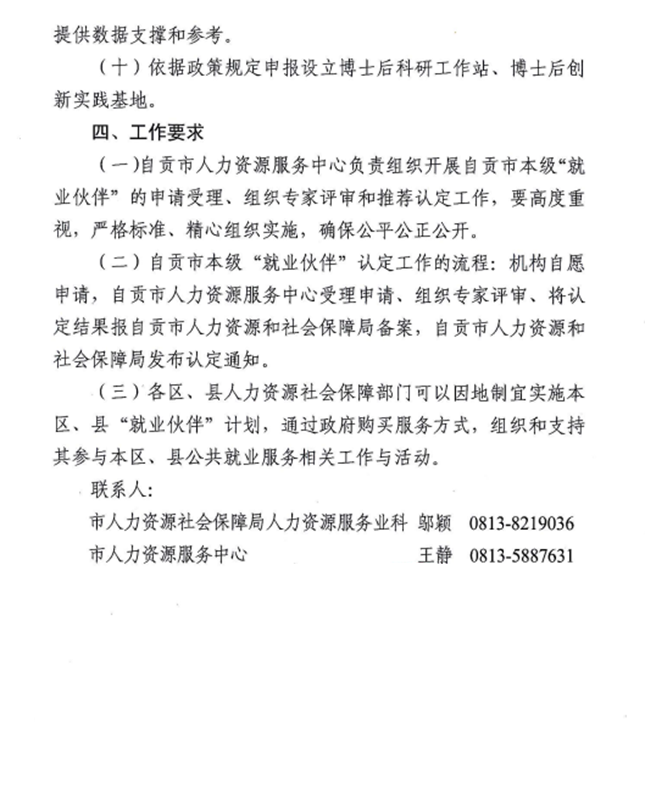 提供数据支撑和参考。
（十）依据政策规定申报设立博士后科研工作站、博士后创
新实践基地。
四、工作要求
（一）自贡市人力资源服务中心负责组织开展自贡市本级“就
业伙伴”的申请受理、组织专家评审和推荐认定工作，要高度重
视，严格标准、精心组织实施，确保公平公正公开。
（二）自贡市本级“就业伙伴”认定工作的流程：机构自愿
申请，自贡市人力资源服务中心受理申请、组织专家评审、将认
定结果报自贡市人力资源和社会保障局备案，自贡市人力资源和
社会保障局发布认定通知。
（三）各区、县人力资源社会保障部门可以因地制宜实施本
区、县“就业伙伴”计划，通过政府购买服务方式，组织和支持
其参与本区、县公共就业服务相关工作与活动。
联系人：
市人力资源社会保障局人力资源服务业科 邬颖 0813-8219036
市人力资源服务中心 王静 0813-5887631